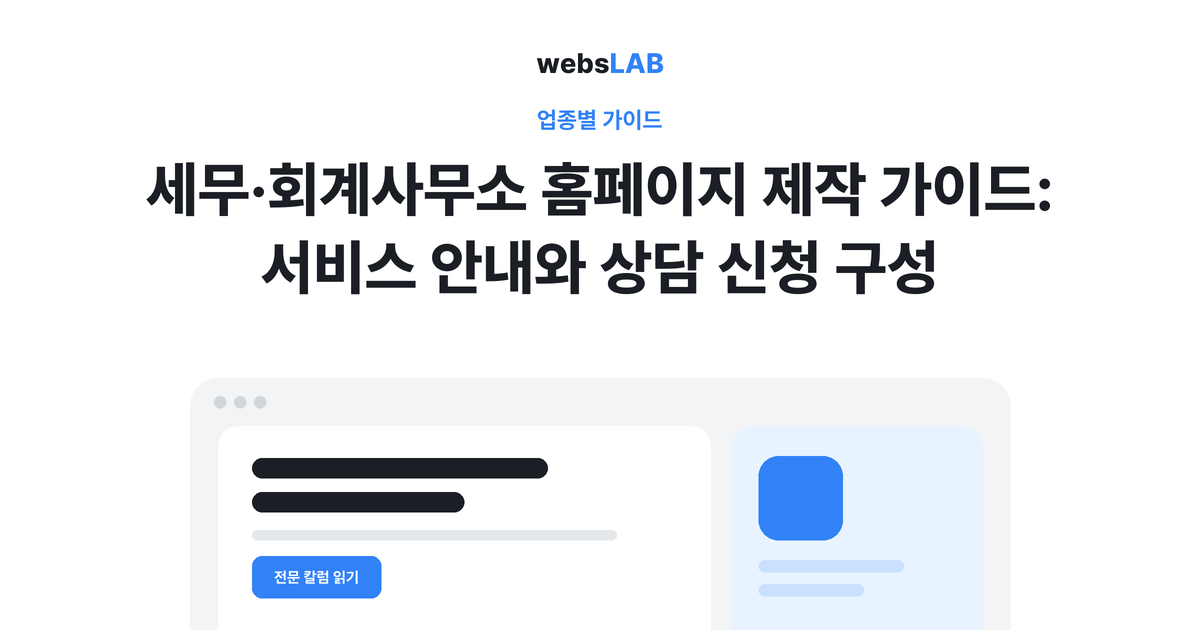 websLAB
업종별 가이드
세무·회계사무소 홈페이지 제작 가이드:
서비스 안내와 상담 신청 구성
전문 칼럼 읽기